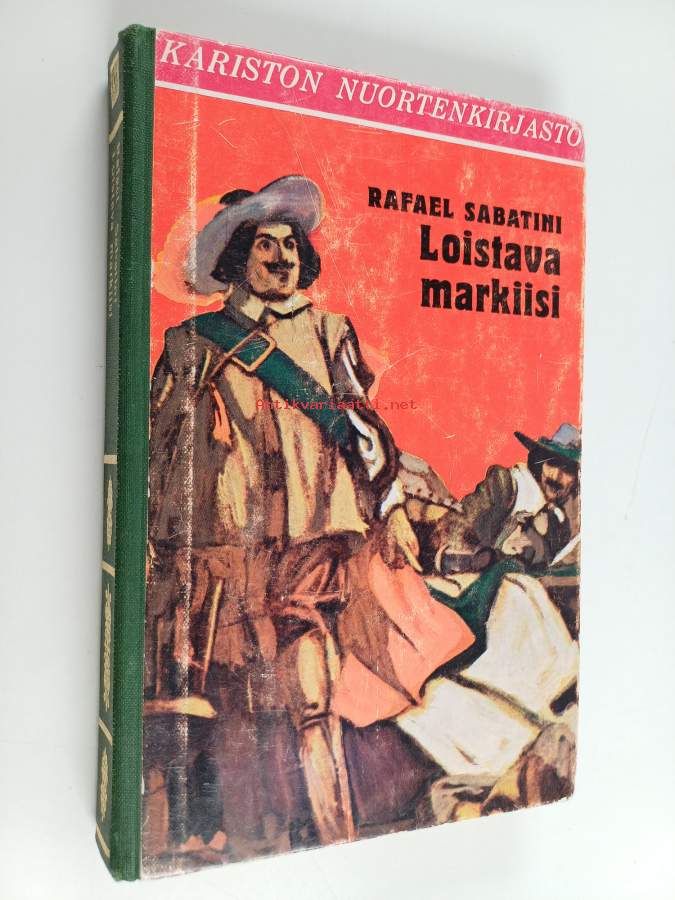 KARISTON NUORTENKIRJASTO
RAFAEL SABATINI
Loistava
markiisi
Antikvariaatti.net